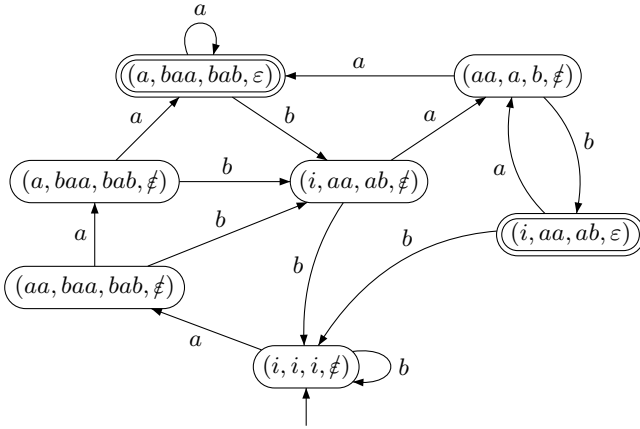 a
(a, baa, bab, ε)
(aa, a, b, ɛ̸)
a
a
b
a
b
(a, baa, bab, ɛ̸)
b
(i, aa, ab, ɛ̸)
a
a
b
(i, aa, ab, ε)
b
b
(aa, baa, bab, ɛ̸)
a
(i, i, i, ɛ̸)
b